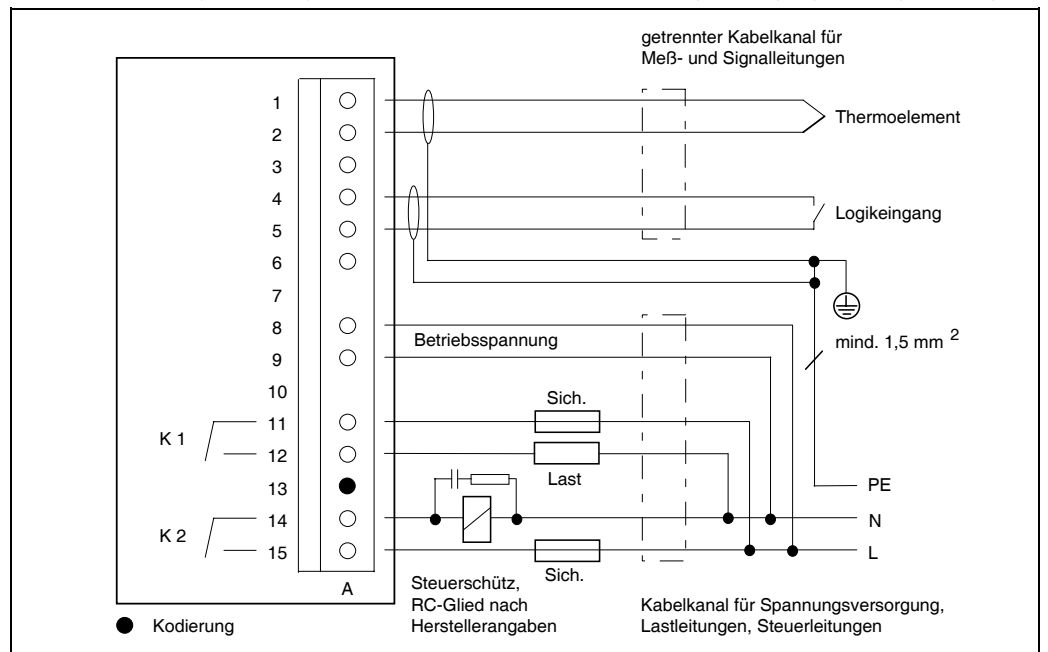 getrennter Kabelkanal für
Meß- und Signalleitungen
1
2
Thermoelement
3
4
5
Logikeingang
6
7
8
Betriebsspannung
9
mind. 1,5 mm 2
10
Sich.
11
K 1
12
Last
13
PE
14
N
K 2
15
L
Sich.
A
Steuerschütz,
RC-Glied nach
Herstellerangaben
Kabelkanal für Spannungsversorgung,
Lastleitungen, Steuerleitungen
Kodierung